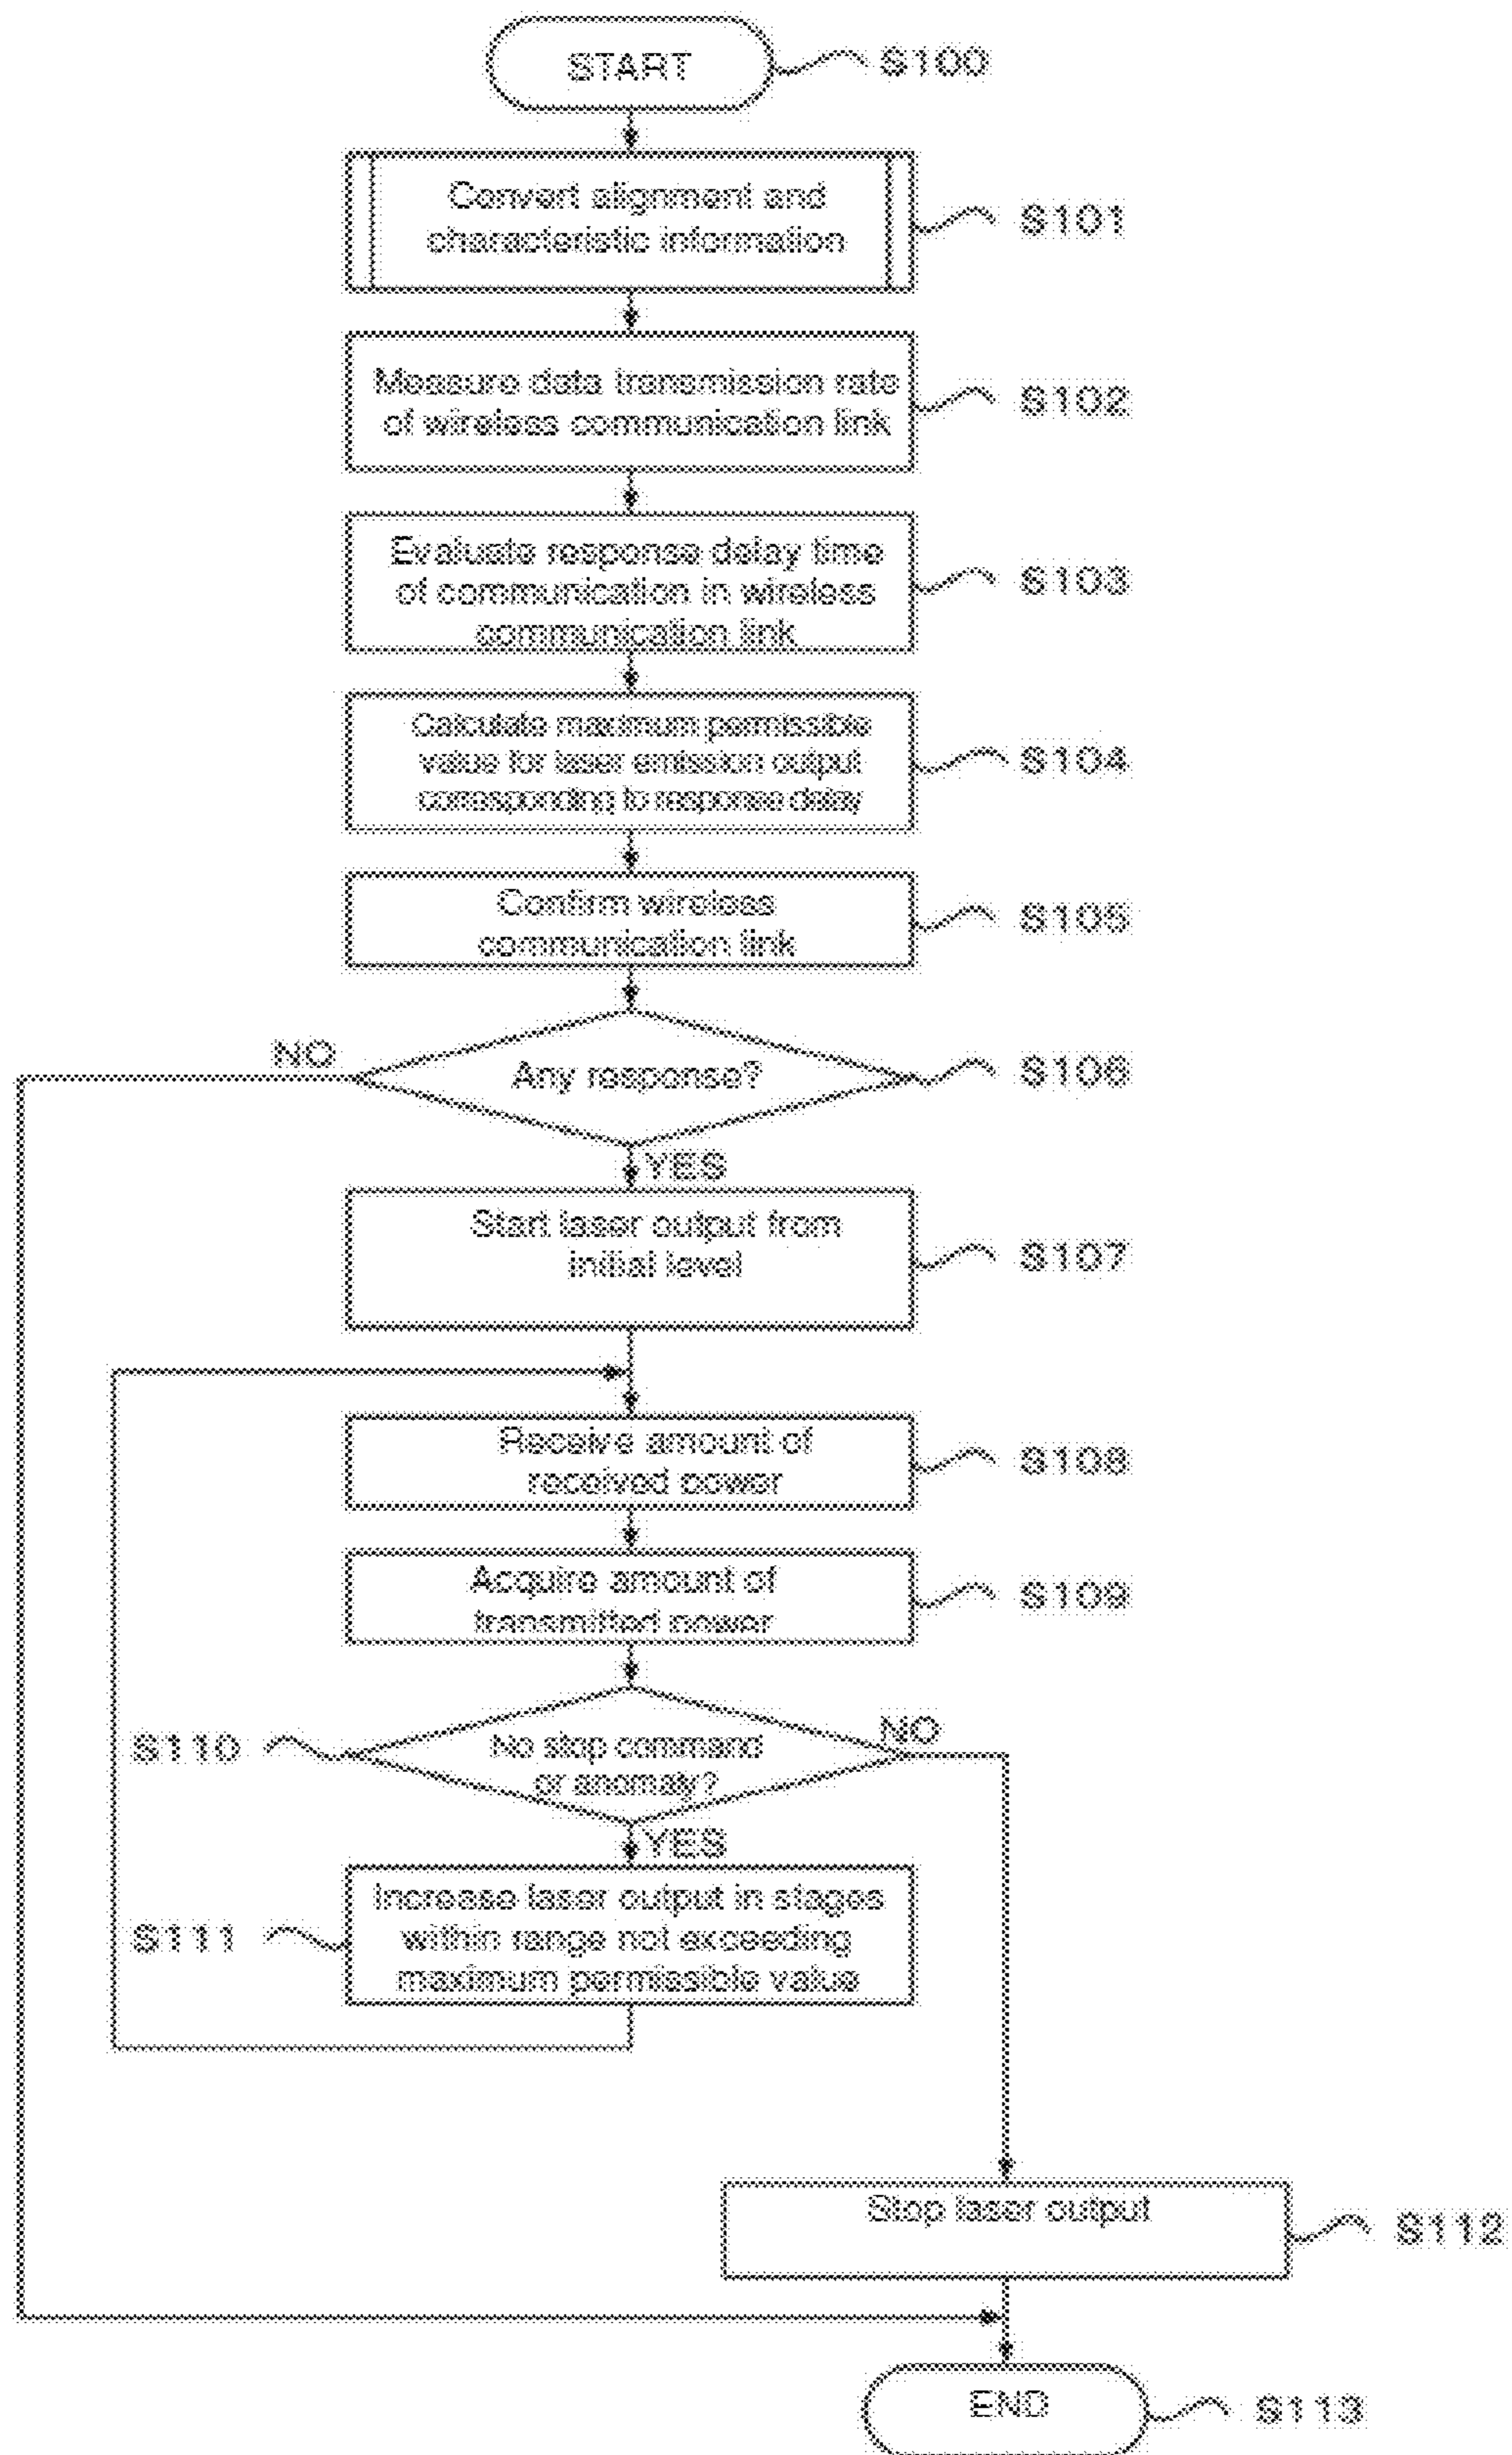 START
S100
Convert alignment and
characteristic information
S101
Measure data transmission rate
of wireless communication link
S102
Evaluate response delay time
of communication in wireless
communication link
S103
Calculate maximum permissible
value for laser emission output
corresponding to response delay
S104
Confirm wireless
communication link
S105
NO
Any response?
S106
YES
Start laser output from
initial level
S107
Receive amount of
received power
S108
Acquire amount of
transmitted power
S109
S110
No stop command
or anomaly?
NO
YES
S111
Increase laser output in stages
within range not exceeding
maximum permissible value
Stop laser output
S112
END
S113